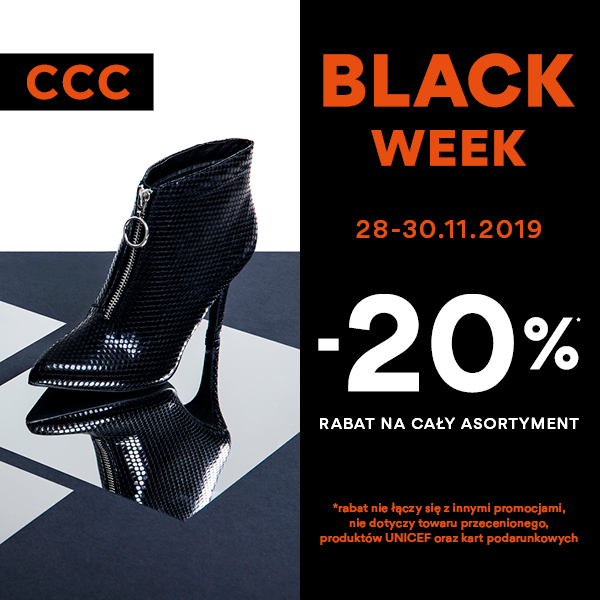 CCC
BLACK
WEEK
28-30.11.2019
-20%*
RABAT NA CAŁY ASORTYMENT
*rabat nie łączy się z innymi promocjami,
nie dotyczy towaru przecenionego,
produktów UNICEF oraz kart podarunkowych